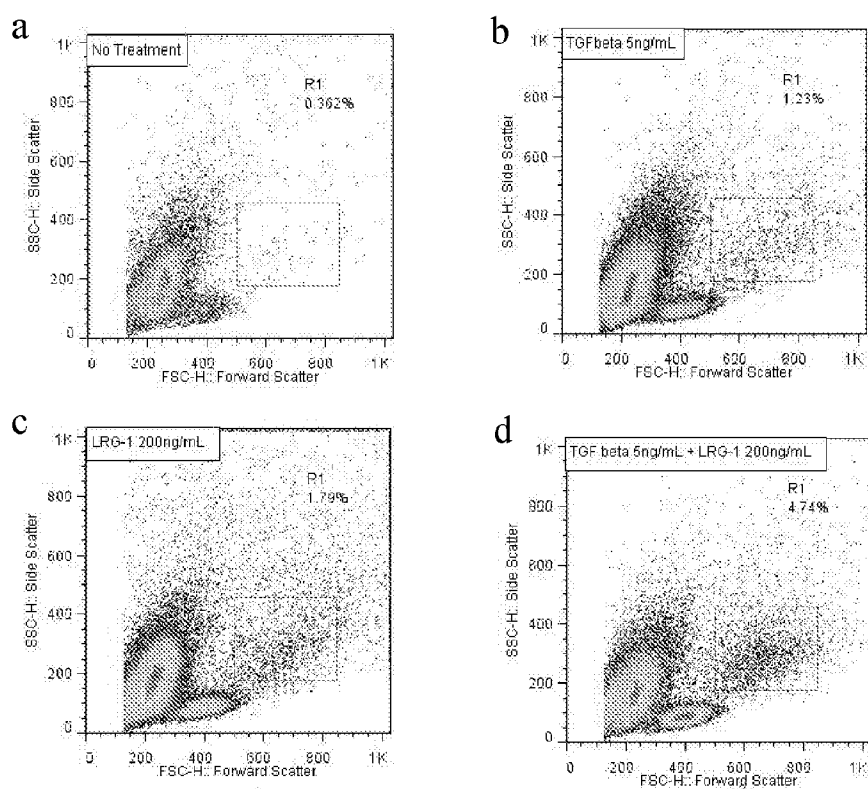 a
No Treatment
R1
0.362%
1K
800
600
400
200
0
SSC-H:: Side Scatter
0 200 400 600 800 1K
FSC-H:: Forward Scatter
b
TGFbeta 5ng/mL
R1
1.23%
1K
800
600
400
200
0
SSC-H:: Side Scatter
0 200 400 600 800 1K
FSC-H:: Forward Scatter
c
LRG-1 200ng/mL
R1
1.79%
1K
800
600
400
200
0
SSC-H:: Side Scatter
0 200 400 600 800 1K
FSC-H:: Forward Scatter
d
TGF beta 5ng/mL + LRG-1 200ng/mL
R1
4.74%
1K
800
600
400
200
0
SSC-H:: Side Scatter
0 200 400 600 800 1K
FSC-H:: Forward Scatter